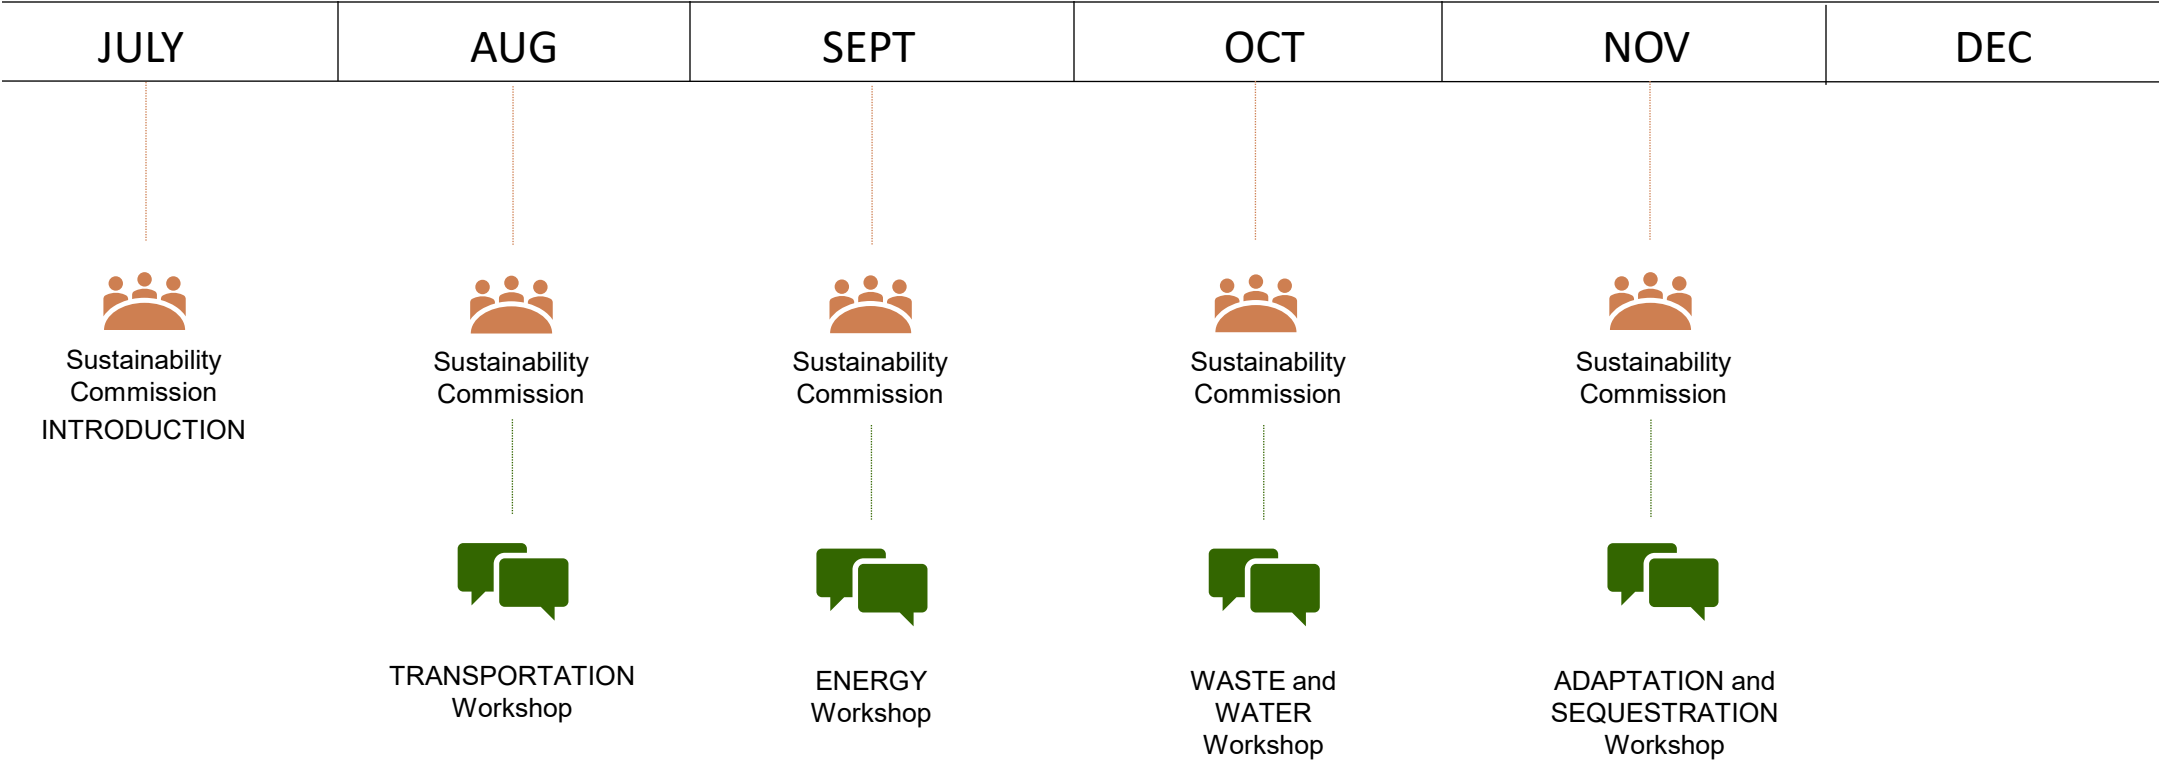 JULY
AUG
SEPT
OCT
NOV
DEC
Sustainability
Commission
INTRODUCTION
Sustainability
Commission
Sustainability
Commission
Sustainability
Commission
Sustainability
Commission
TRANSPORTATION
Workshop
ENERGY
Workshop
WASTE and
WATER
Workshop
ADAPTATION and
SEQUESTRATION
Workshop